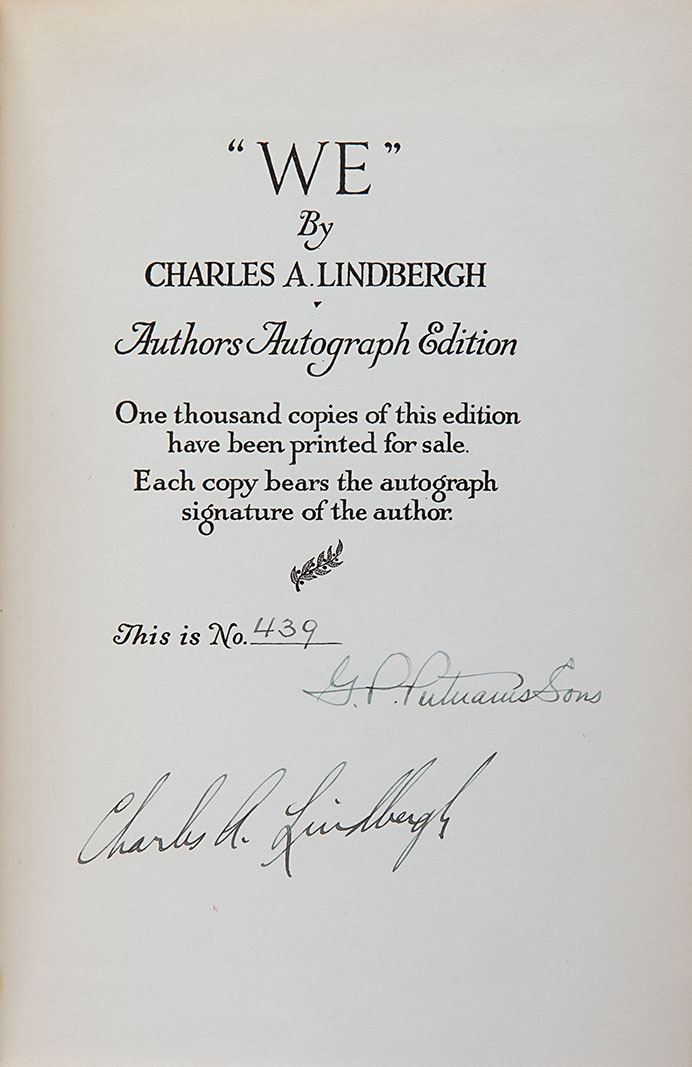 “WE”
By
CHARLES A. LINDBERGH
Authors Autograph Edition
One thousand copies of this edition
have been printed for sale.
Each copy bears the autograph
signature of the author.
This is No. 439
G. P. Putnams Sons
Charles A. Lindbergh